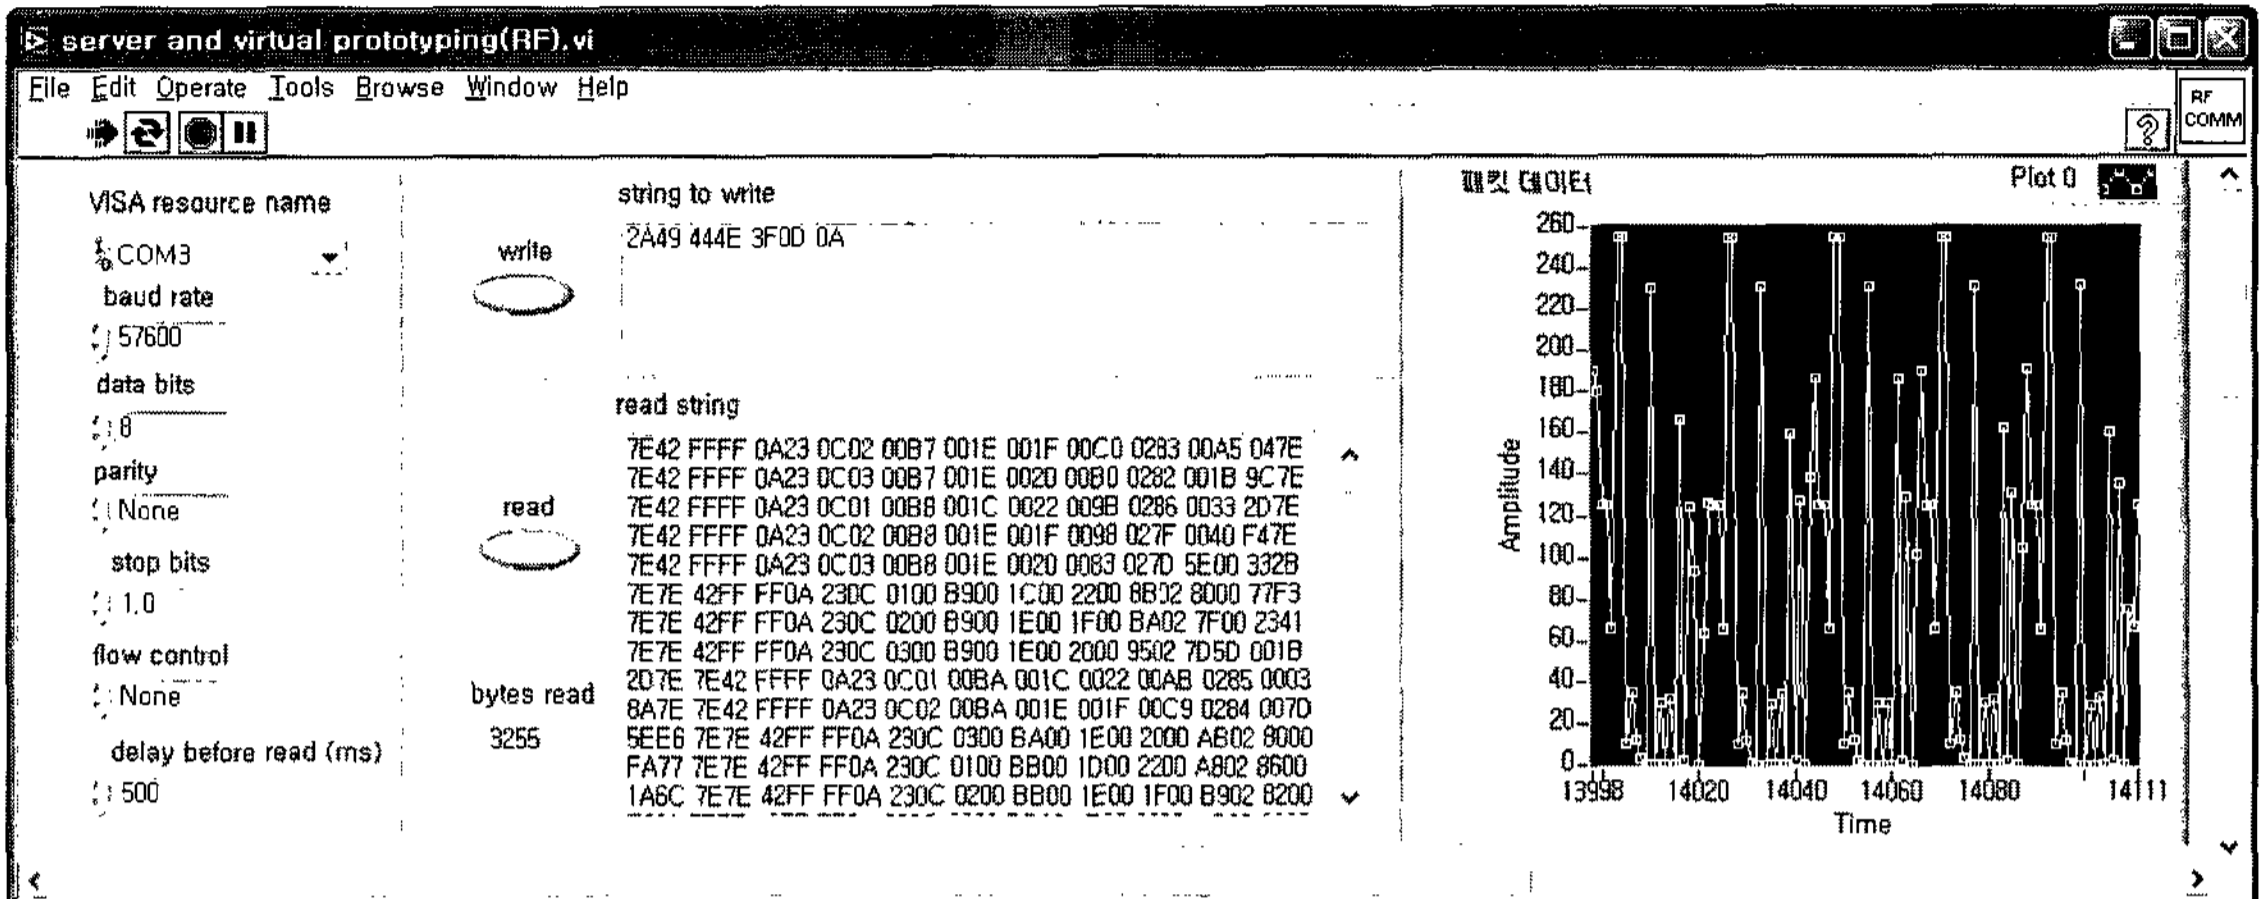 server and virtual prototyping(RF).vi
File Edit Operate Tools Browse Window Help
RF
COMM
VISA resource name
COM3
baud rate
57600
data bits
8
parity
None
stop bits
1.0
flow control
None
delay before read (ms)
500
write
read
bytes read
3255
string to write
2A49 444E 3F0D 0A
read string
7E42 FFFF 0A23 0C02 00B7 001E 001F 00C0 0283 00A5 047E
7E42 FFFF 0A23 0C03 00B7 001E 0020 00B0 0282 001B 9C7E
7E42 FFFF 0A23 0C01 00B8 001C 0022 009B 0286 0033 2D7E
7E42 FFFF 0A23 0C02 00B8 001E 001F 0098 027F 0040 F47E
7E42 FFFF 0A23 0C03 00B8 001E 0020 0083 027D 5E00 332B
7E7E 42FF FF0A 230C 0100 B900 1C00 2200 8B02 8000 77F3
7E7E 42FF FF0A 230C 0200 B900 1E00 1F00 BA02 7F00 2341
7E7E 42FF FF0A 230C 0300 B900 1E00 2000 9502 7D5D 001B
2D7E 7E42 FFFF 0A23 0C01 00BA 001C 0022 00AB 0285 0003
8A7E 7E42 FFFF 0A23 0C02 00BA 001E 001F 00C9 0284 007D
5EE6 7E7E 42FF FF0A 230C 0300 BA00 1E00 2000 AB02 8000
FA77 7E7E 42FF FF0A 230C 0100 BB00 1D00 2200 A802 8600
1A6C 7E7E 42FF FF0A 230C 0200 BB00 1E00 1F00 B902 8200
패킷 데이터
Plot 0
260
240
220
200
180
160
140
120
100
80
60
40
20
0
Amplitude
13998 14020 14040 14060 14080 14111
Time